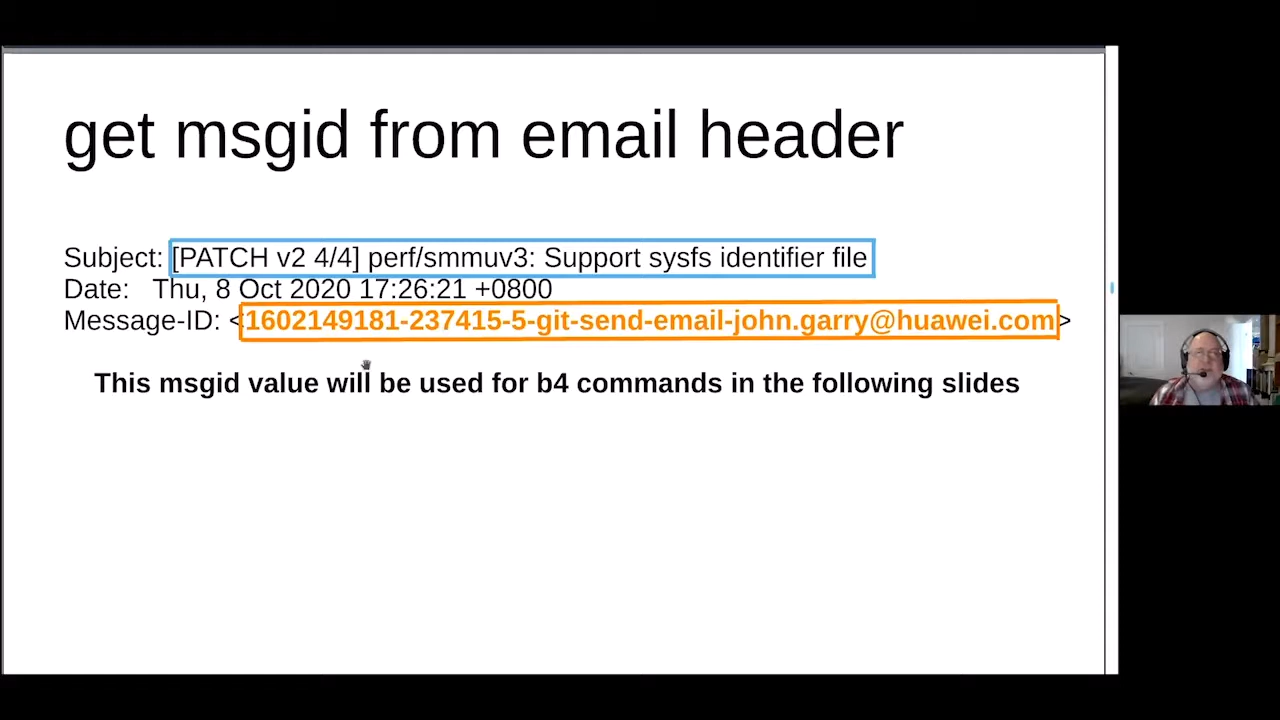 get msgid from email header
Subject: [PATCH v2 4/4] perf/smmuv3: Support sysfs identifier file
Date: Thu, 8 Oct 2020 17:26:21 +0800
Message-ID: <1602149181-237415-5-git-send-email-john.garry@huawei.com>
This msgid value will be used for b4 commands in the following slides